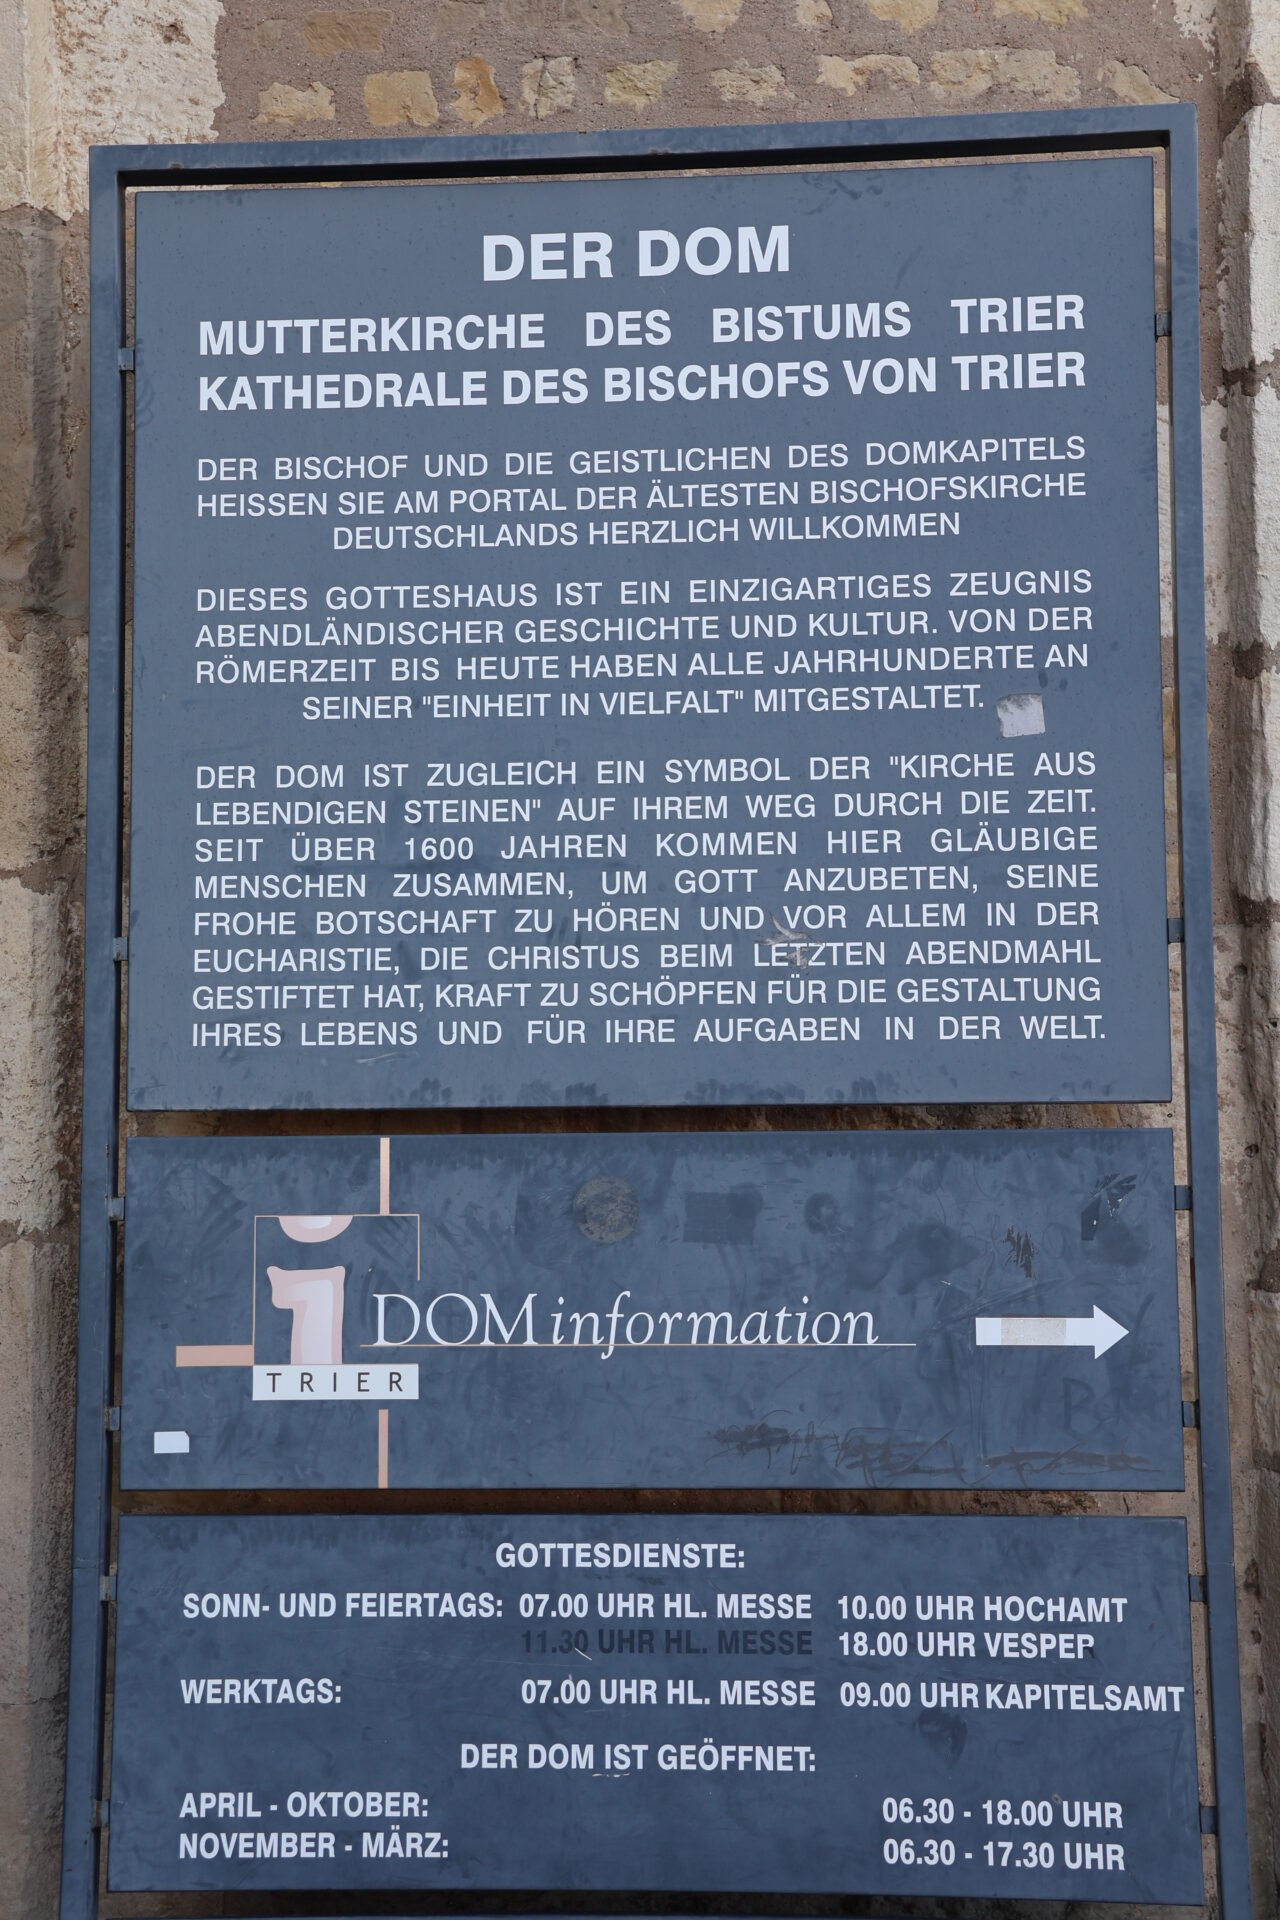 DER DOM
MUTTERKIRCHE DES BISTUMS TRIER
KATHEDRALE DES BISCHOFS VON TRIER
DER BISCHOF UND DIE GEISTLICHEN DES DOMKAPITELS
HEISSEN SIE AM PORTAL DER ÄLTESTEN BISCHOFSKIRCHE
DEUTSCHLANDS HERZLICH WILLKOMMEN
DIESES GOTTESHAUS IST EIN EINZIGARTIGES ZEUGNIS
ABENDLÄNDISCHER GESCHICHTE UND KULTUR. VON DER
RÖMERZEIT BIS HEUTE HABEN ALLE JAHRHUNDERTE AN
SEINER "EINHEIT IN VIELFALT" MITGESTALTET.
DER DOM IST ZUGLEICH EIN SYMBOL DER "KIRCHE AUS
LEBENDIGEN STEINEN" AUF IHREM WEG DURCH DIE ZEIT.
SEIT ÜBER 1600 JAHREN KOMMEN HIER GLÄUBIGE
MENSCHEN ZUSAMMEN, UM GOTT ANZUBETEN, SEINE
FROHE BOTSCHAFT ZU HÖREN UND VOR ALLEM IN DER
EUCHARISTIE, DIE CHRISTUS BEIM LETZTEN ABENDMAHL
GESTIFTET HAT, KRAFT ZU SCHÖPFEN FÜR DIE GESTALTUNG
IHRES LEBENS UND FÜR IHRE AUFGABEN IN DER WELT.
DOM information
TRIER
GOTTESDIENSTE:
SONN- UND FEIERTAGS: 07.00 UHR HL. MESSE 10.00 UHR HOCHAMT
11.30 UHR HL. MESSE 18.00 UHR VESPER
WERKTAGS: 07.00 UHR HL. MESSE 09.00 UHR KAPITELSAMT
DER DOM IST GEÖFFNET:
APRIL - OKTOBER: 06.30 - 18.00 UHR
NOVEMBER - MÄRZ: 06.30 - 17.30 UHR